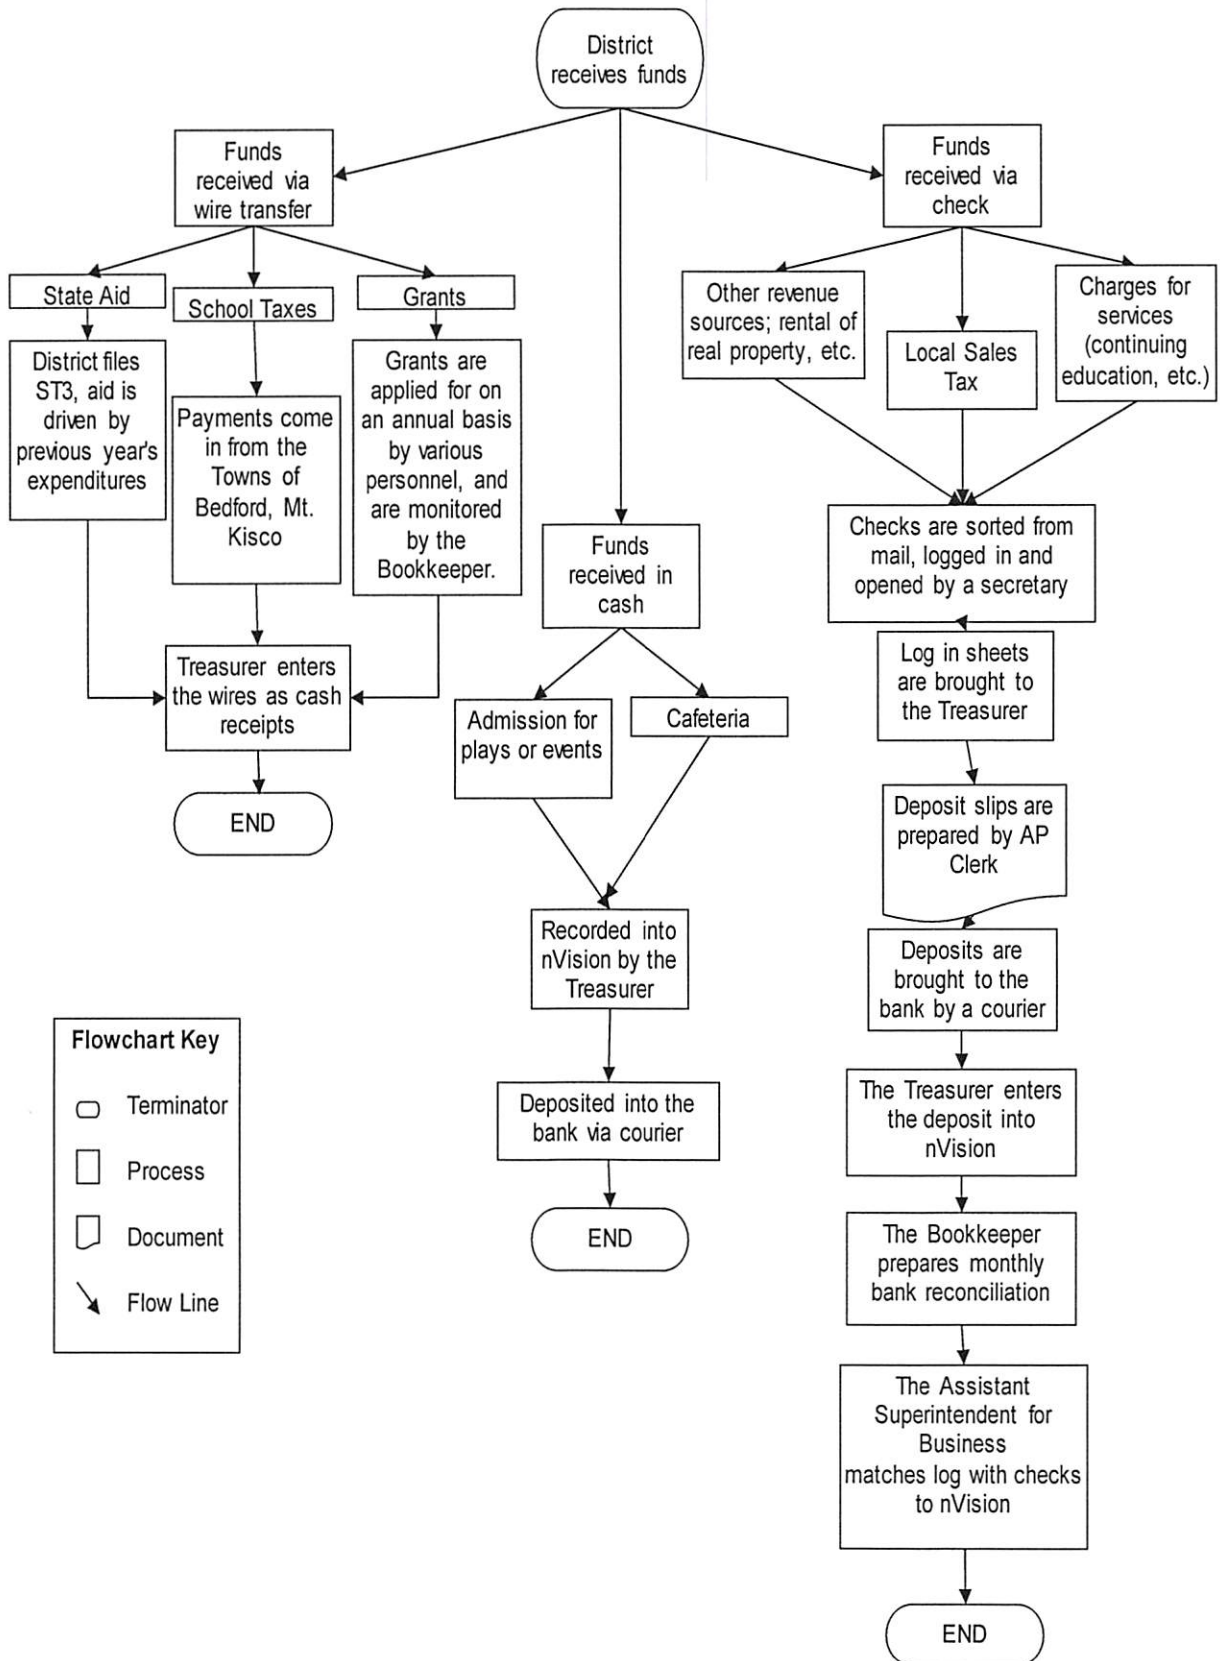 District
receives funds
Funds
received via
wire transfer
Funds
received via
check
State Aid
School Taxes
Grants
Other revenue
sources; rental of
real property, etc.
Local Sales
Tax
Charges for
services
(continuing
education, etc.)
District files
ST3, aid is
driven by
previous year's
expenditures
Payments come
in from the
Towns of
Bedford, Mt.
Kisco
Grants are
applied for on
an annual basis
by various
personnel, and
are monitored
by the
Bookkeeper.
Treasurer enters
the wires as cash
receipts
END
Funds
received in
cash
Admission for
plays or events
Cafeteria
Recorded into
nVision by the
Treasurer
Deposited into the
bank via courier
END
Checks are sorted from
mail, logged in and
opened by a secretary
Log in sheets
are brought to
the Treasurer
Deposit slips are
prepared by AP
Clerk
Deposits are
brought to the
bank by a courier
The Treasurer enters
the deposit into
nVision
The Bookkeeper
prepares monthly
bank reconciliation
The Assistant
Superintendent for
Business
matches log with checks
to nVision
END
Flowchart Key
Terminator
Process
Document
Flow Line